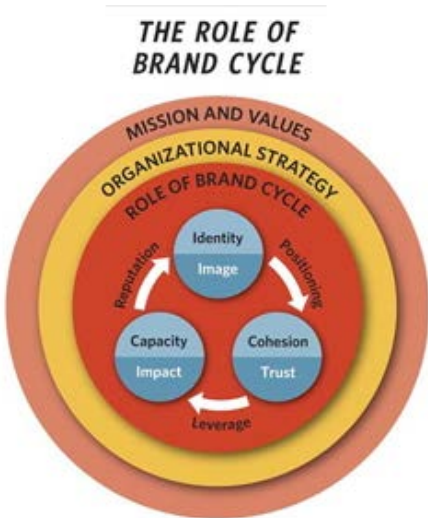 THE ROLE OF
BRAND CYCLE
MISSION AND VALUES
ORGANIZATIONAL STRATEGY
ROLE OF BRAND CYCLE
Identity
Image
Reputation
Positioning
Capacity
Impact
Cohesion
Trust
Leverage